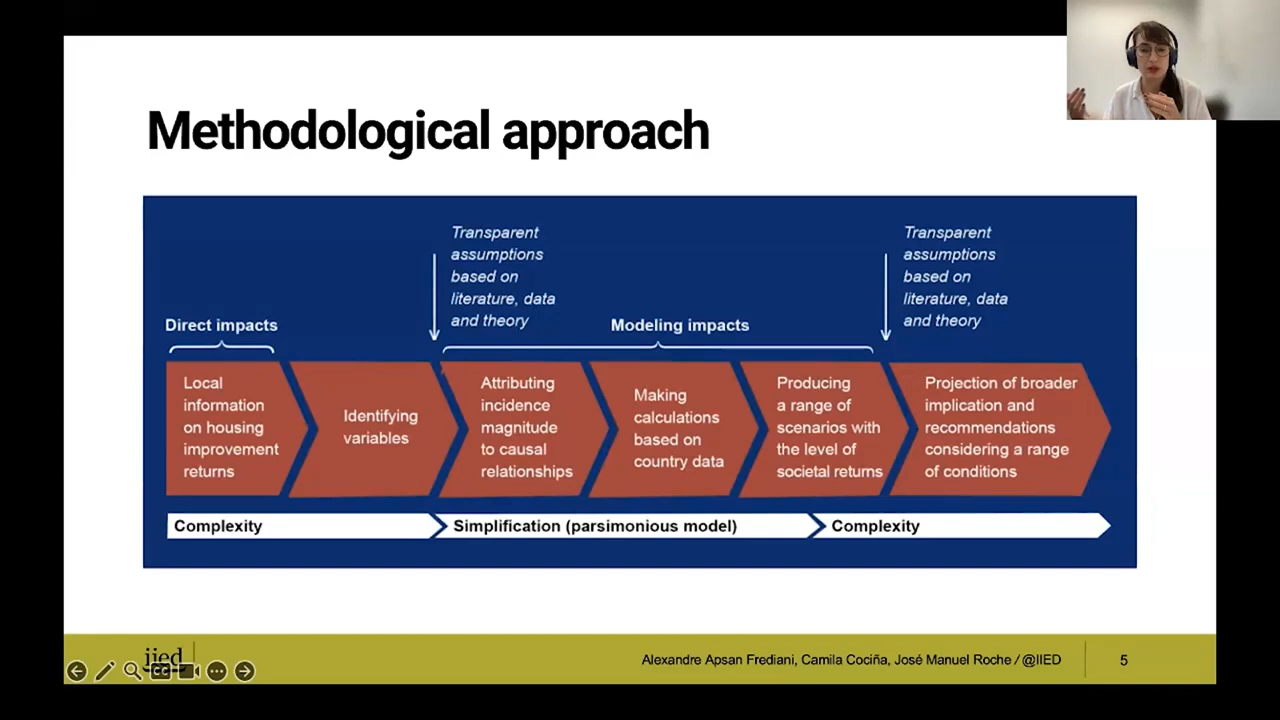 Methodological approach
Transparent
assumptions
based on
literature, data
and theory
Transparent
assumptions
based on
literature, data
and theory
Direct impacts
Modeling impacts
Local
information
on housing
improvement
returns
Identifying
variables
Attributing
incidence
magnitude
to causal
relationships
Making
calculations
based on
country data
Producing
a range of
scenarios with
the level of
societal returns
Projection of broader
implication and
recommendations
considering a range
of conditions
Complexity
Simplification (parsimonious model)
Complexity
iied
Alexandre Apsan Frediani, Camila Cociña, José Manuel Roche / @IIED
5
CC